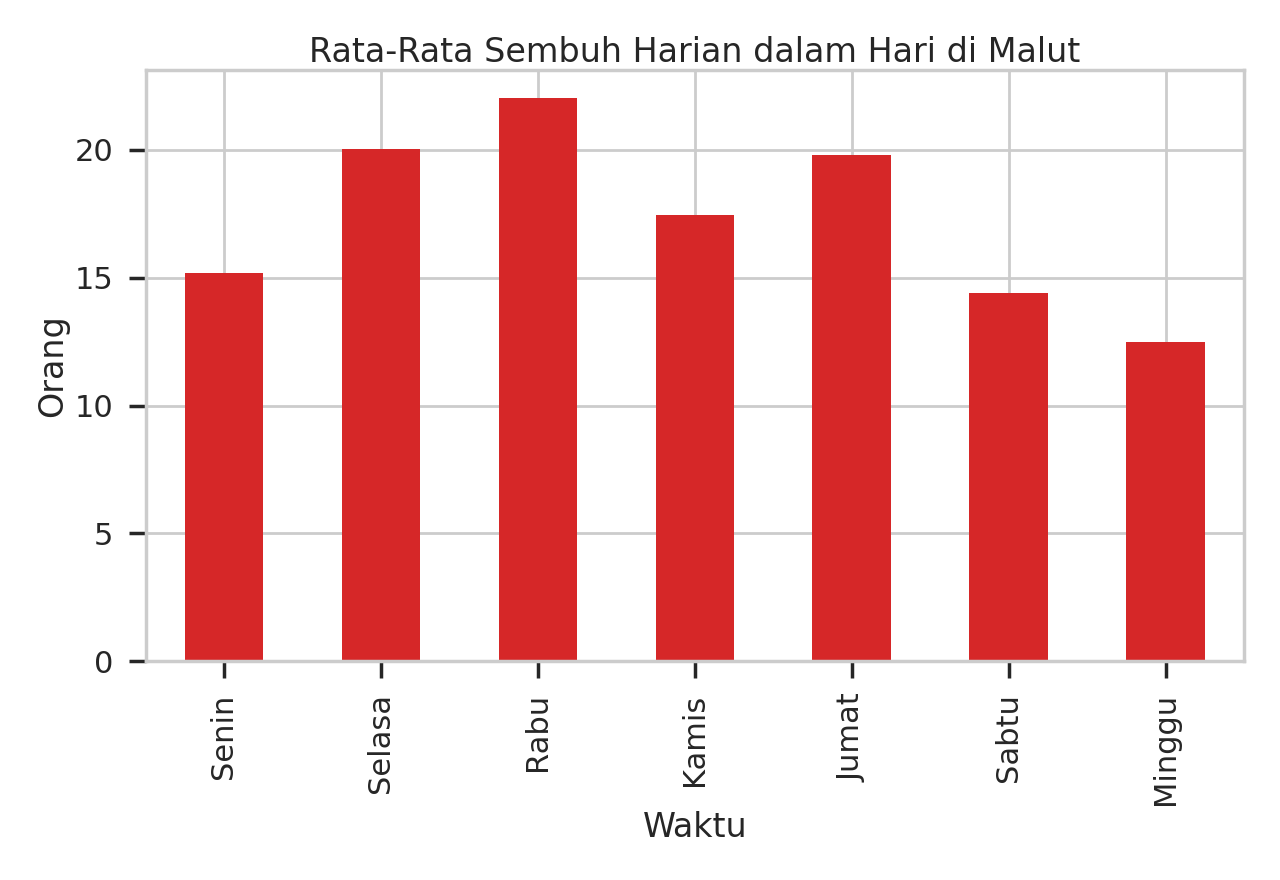 Rata-Rata Sembuh Harian dalam Hari di Malut
Orang
20
15
10
5
0
Senin
Selasa
Rabu
Kamis
Jumat
Sabtu
Minggu
Waktu